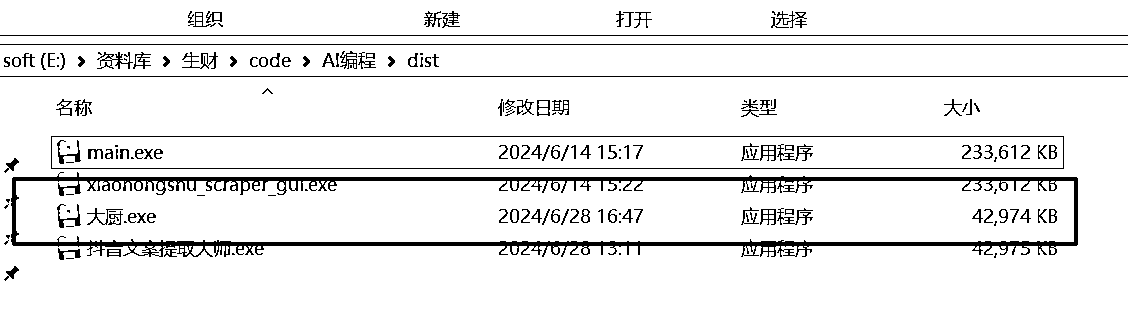 组织 新建 打开 选择
soft (E:) > 资料库 > 生财 > code > AI编程 > dist
名称 修改日期 类型 大小
main.exe 2024/6/14 15:17 应用程序 233,612 KB
xiaohongshu_scraper_gui.exe 2024/6/14 15:22 应用程序 233,612 KB
大厨.exe 2024/6/28 16:47 应用程序 42,974 KB
抖音文案提取大师.exe 2024/6/28 13:11 应用程序 42,975 KB